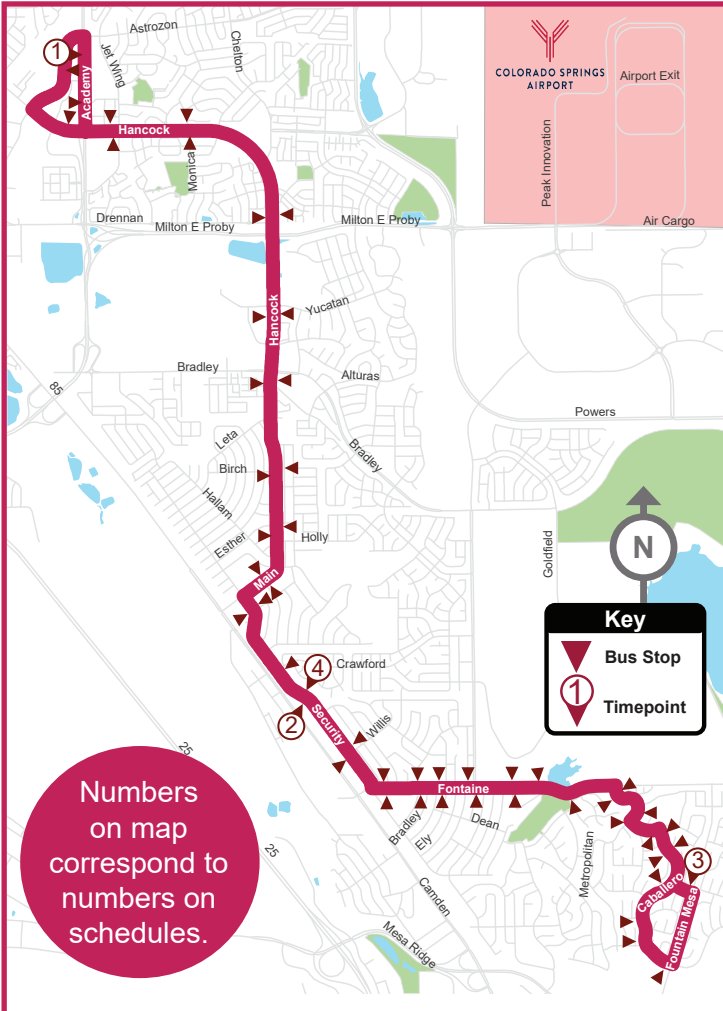 Astrozon
1
Jet Wing
Chelton
COLORADO SPRINGS
AIRPORT
Airport Exit
Academy
Hancock
Monica
Peak Innovation
Drennan
Milton E Proby
Milton E Proby
Air Cargo
Hancock
Yucatan
Bradley
Alturas
85
Powers
Leta
Bradley
Birch
Hallam
Esther
Holly
Goldfield
N
Main
Key
Bus Stop
1
Timepoint
4
Crawford
2
Security
Willis
25
Numbers
on map
correspond to
numbers on
schedules.
Fontaine
Bradley
Ely
Dean
25
Metropolitan
3
Caballero
Camden
Fountain Mesa
Mesa Ridge